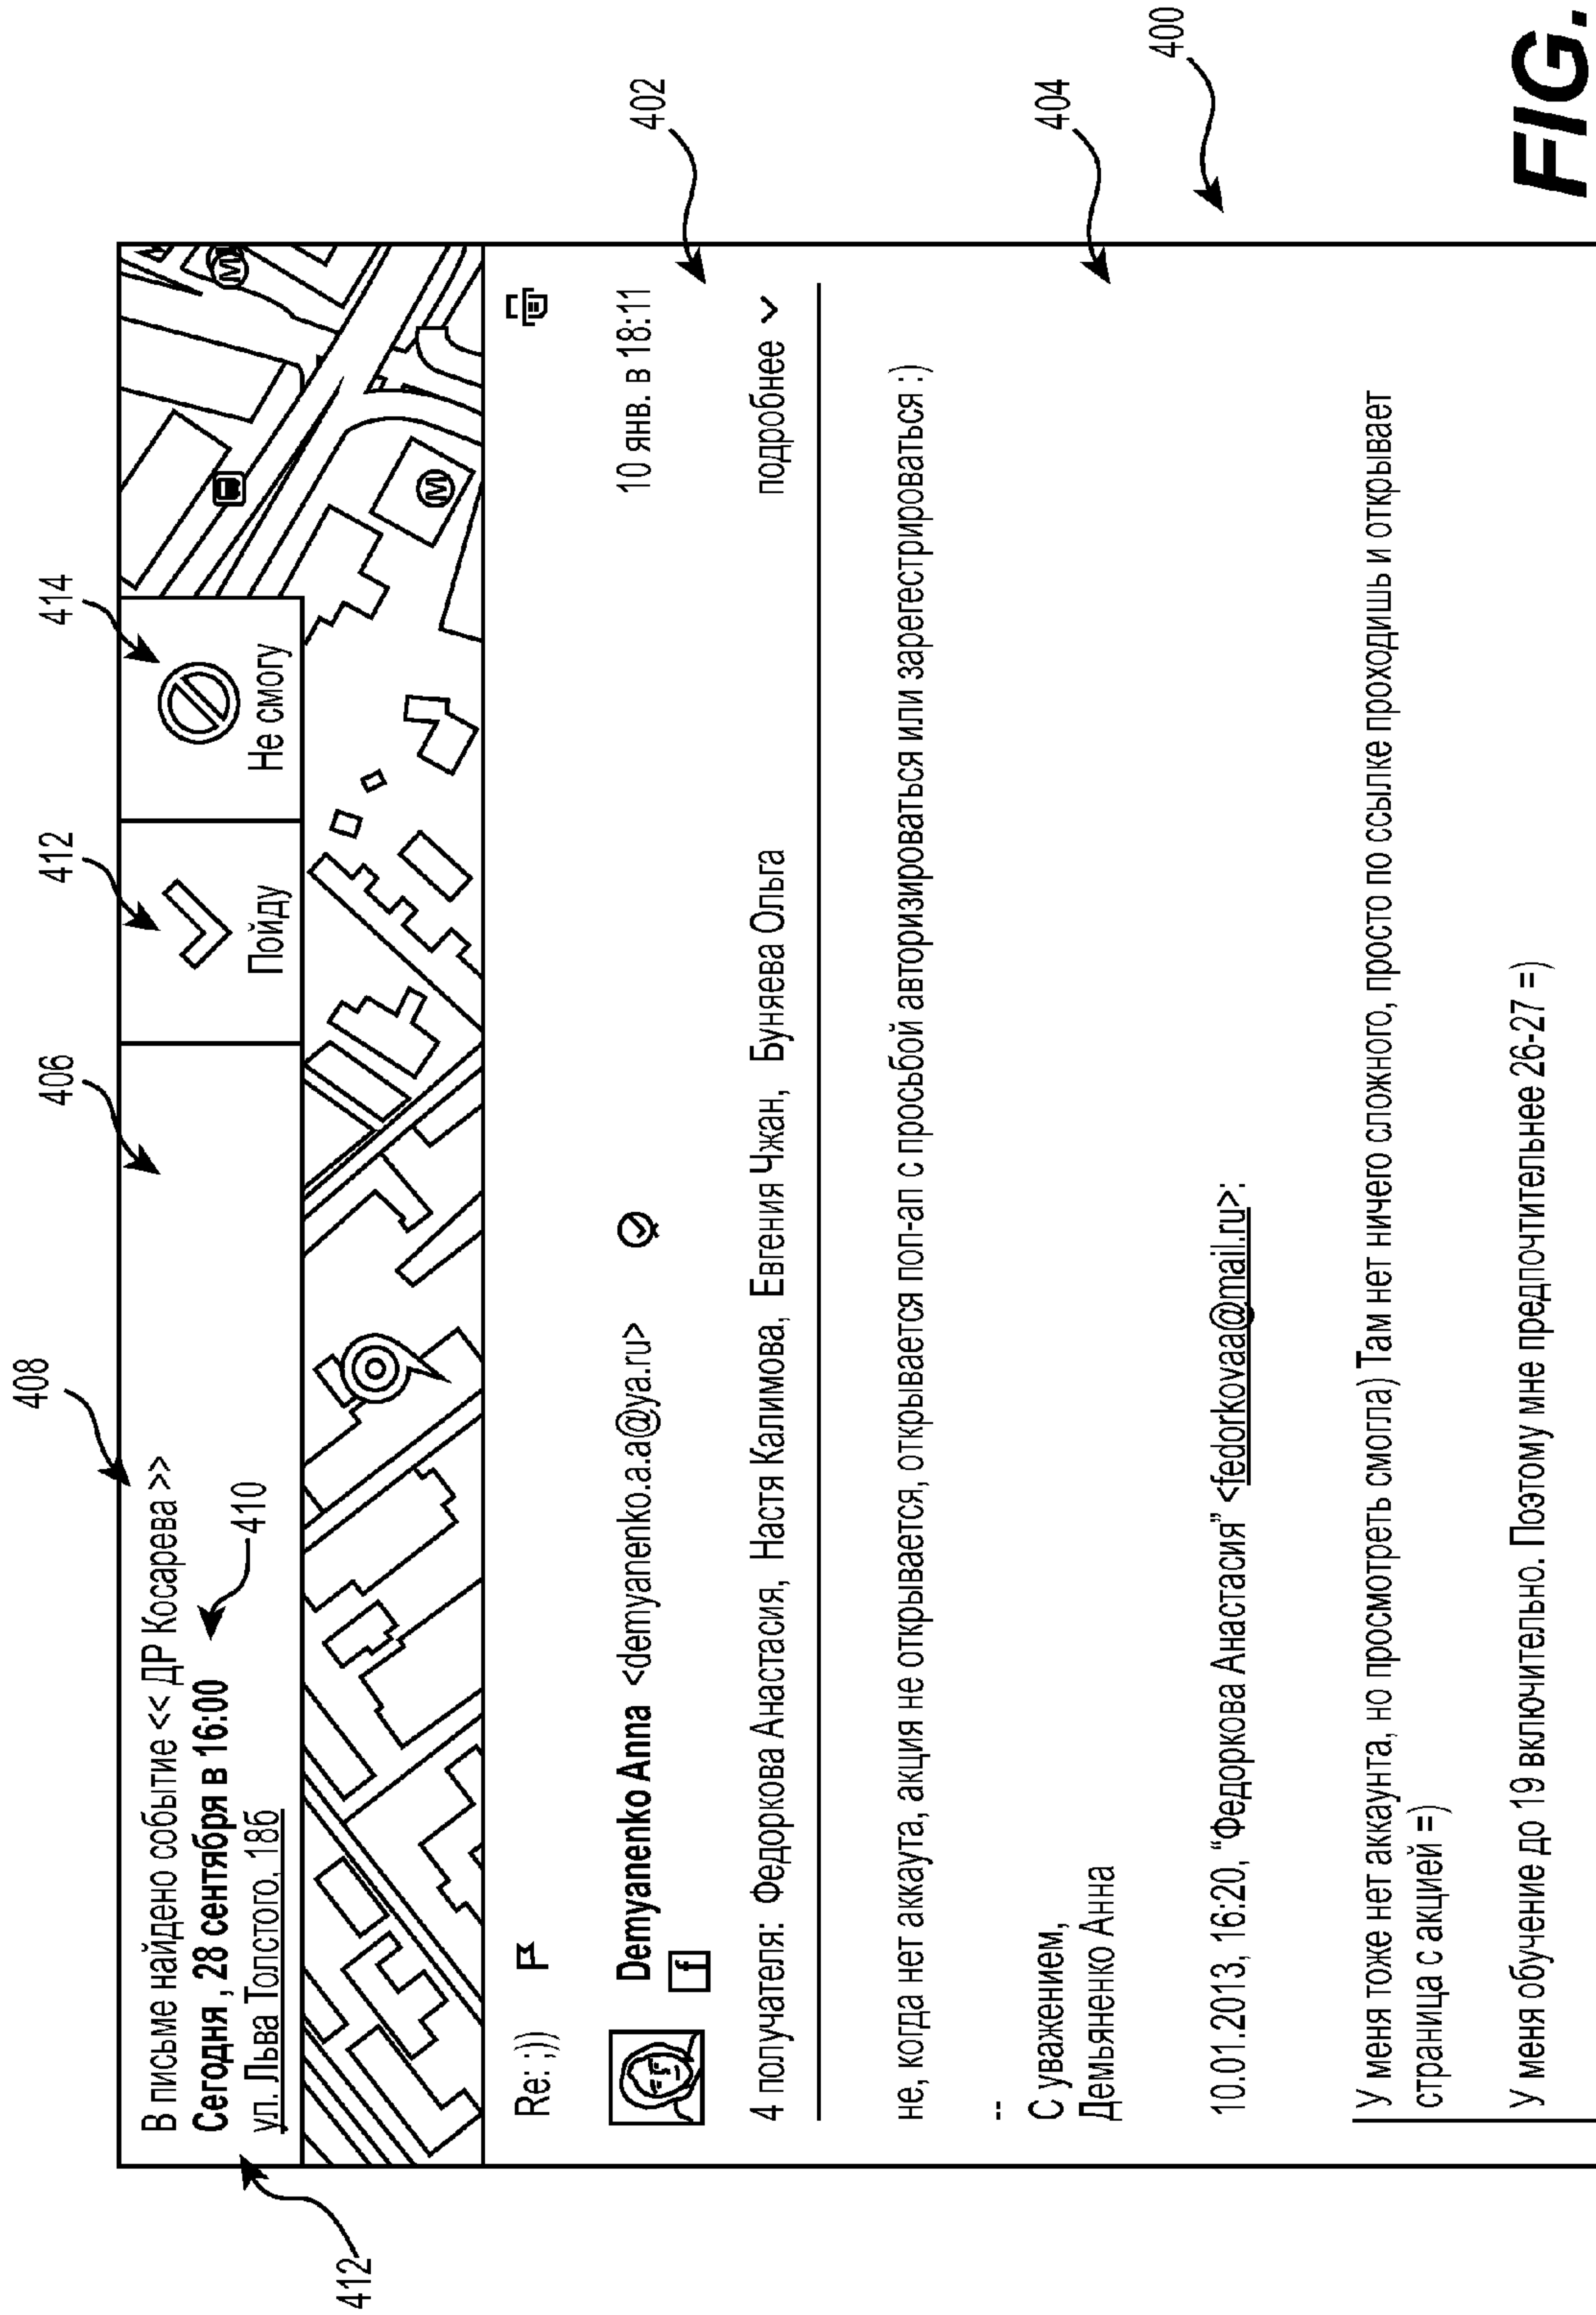 408
406
412
414
В письме найдено событие << ДР Косарева >>
Сегодня , 28 сентября в 16:00
410
ул. Льва Толстого, 18б
Пойду
Не смогу
412
M
M
Re: ;))
Demyanenko Anna <demyanenko.a.a@ya.ru>
10 янв. в 18:11
f
402
4 получателя: Федоркова Анастасия, Настя Калимова, Евгения Чжан, Буняева Ольга
подробнее
не, когда нет аккаута, акция не открывается, открывается поп-ап с просьбой авторизироваться или зарегестрироваться :)
--
С уважением,
Демьяненко Анна
404
10.01.2013, 16:20, “Федоркова Анастасия” <fedorkovaa@mail.ru>:
400
У меня тоже нет аккаунта, но просмотреть смогла) Там нет ничего сложного, просто по ссылке проходишь и открывает
страница с акцией =)
У меня обучение до 19 включительно. Поэтому мне предпочтительнее 26-27 =)
FIG.